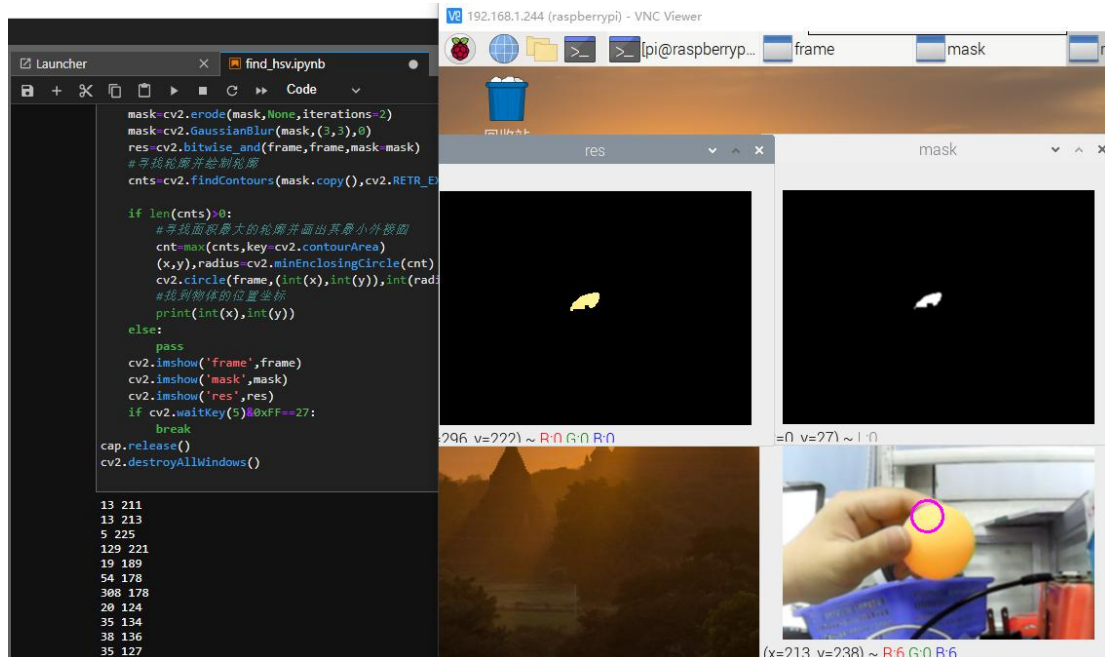 192.168.1.244 (raspberrypi) - VNC Viewer
[pi@raspberryp...
frame
mask
Launcher
find_hsv.ipynb
Code
mask=cv2.erode(mask,None,iterations=2)
mask=cv2.GaussianBlur(mask,(3,3),0)
res=cv2.bitwise_and(frame,frame,mask=mask)
#寻找轮廓并绘制轮廓
cnts=cv2.findContours(mask.copy(),cv2.RETR_EX
if len(cnts)>0:
#寻找面积最大的轮廓并画出其最小外接圆
cnt=max(cnts,key=cv2.contourArea)
(x,y),radius=cv2.minEnclosingCircle(cnt)
cv2.circle(frame,(int(x),int(y)),int(radi
#找到物体的位置坐标
print(int(x),int(y))
else:
pass
cv2.imshow('frame',frame)
cv2.imshow('mask',mask)
cv2.imshow('res',res)
if cv2.waitKey(5)&0xFF==27:
break
cap.release()
cv2.destroyAllWindows()
13 211
13 213
5 225
129 221
19 189
54 178
308 178
20 124
35 134
38 136
35 127
回收站
res
mask
=296, y=222) ~ R:0 G:0 B:0
=0, y=27) ~ L:0
(x=213, y=238) ~ R:6 G:0 B:6